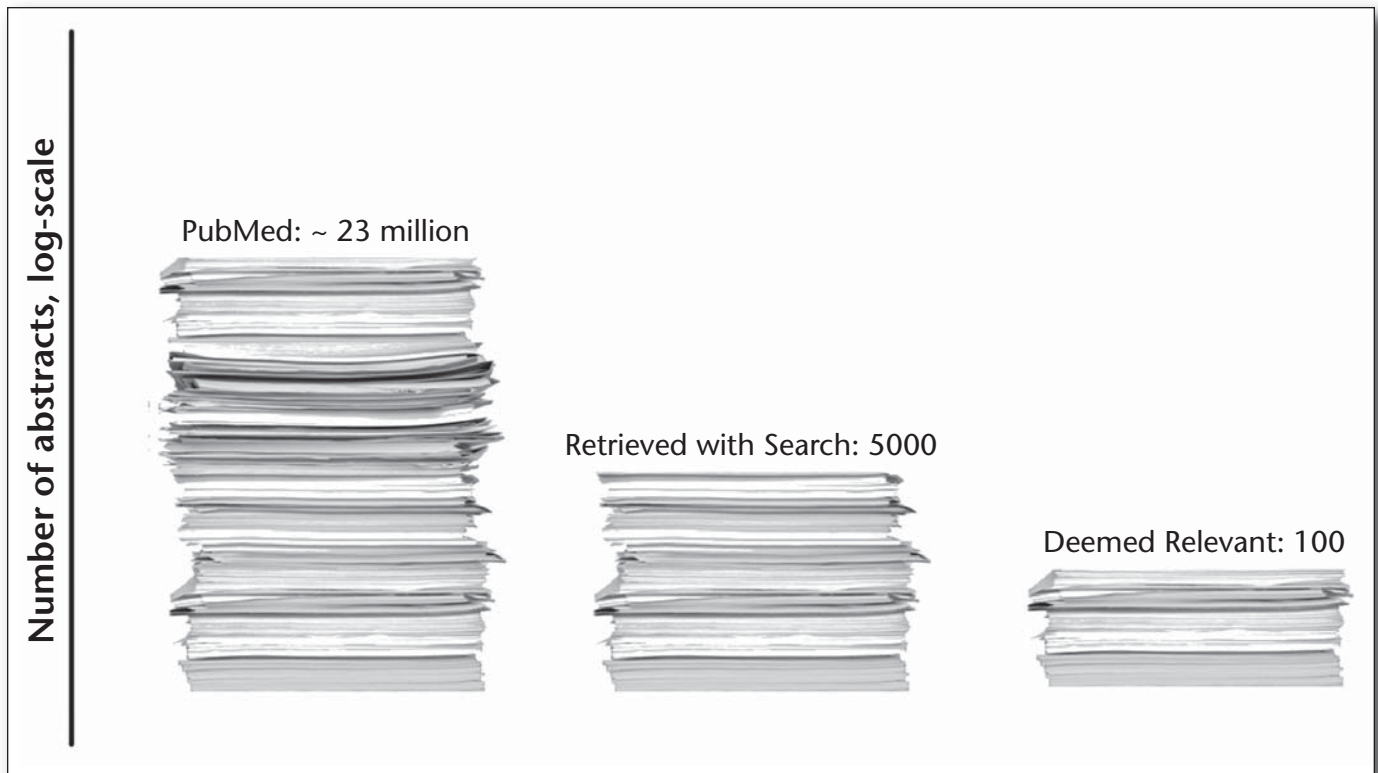 Number of abstracts, log-scale
PubMed: ~ 23 million
Retrieved with Search: 5000
Deemed Relevant: 100